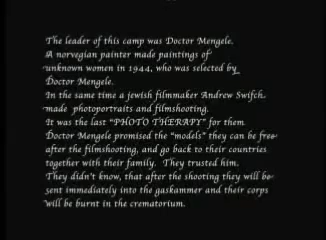 The leader of this camp was Doctor Mengele.
A norvegian painter made paintings of
unknown women in 1944, who was selected by
Doctor Mengele.
In the same time a jewish filmmaker Andrew Swifch
made photoportraits and filmshooting.
It was the last "PHOTO THERAPY" for them
Doctor Mengele promised the "models" they can be free
after the filmshooting, and go back to their countries
together with their family. They trusted him.
They didn't know, that after the shooting they will be
sent immediately into the gaskammer and their corps
will be burnt in the crematorium.